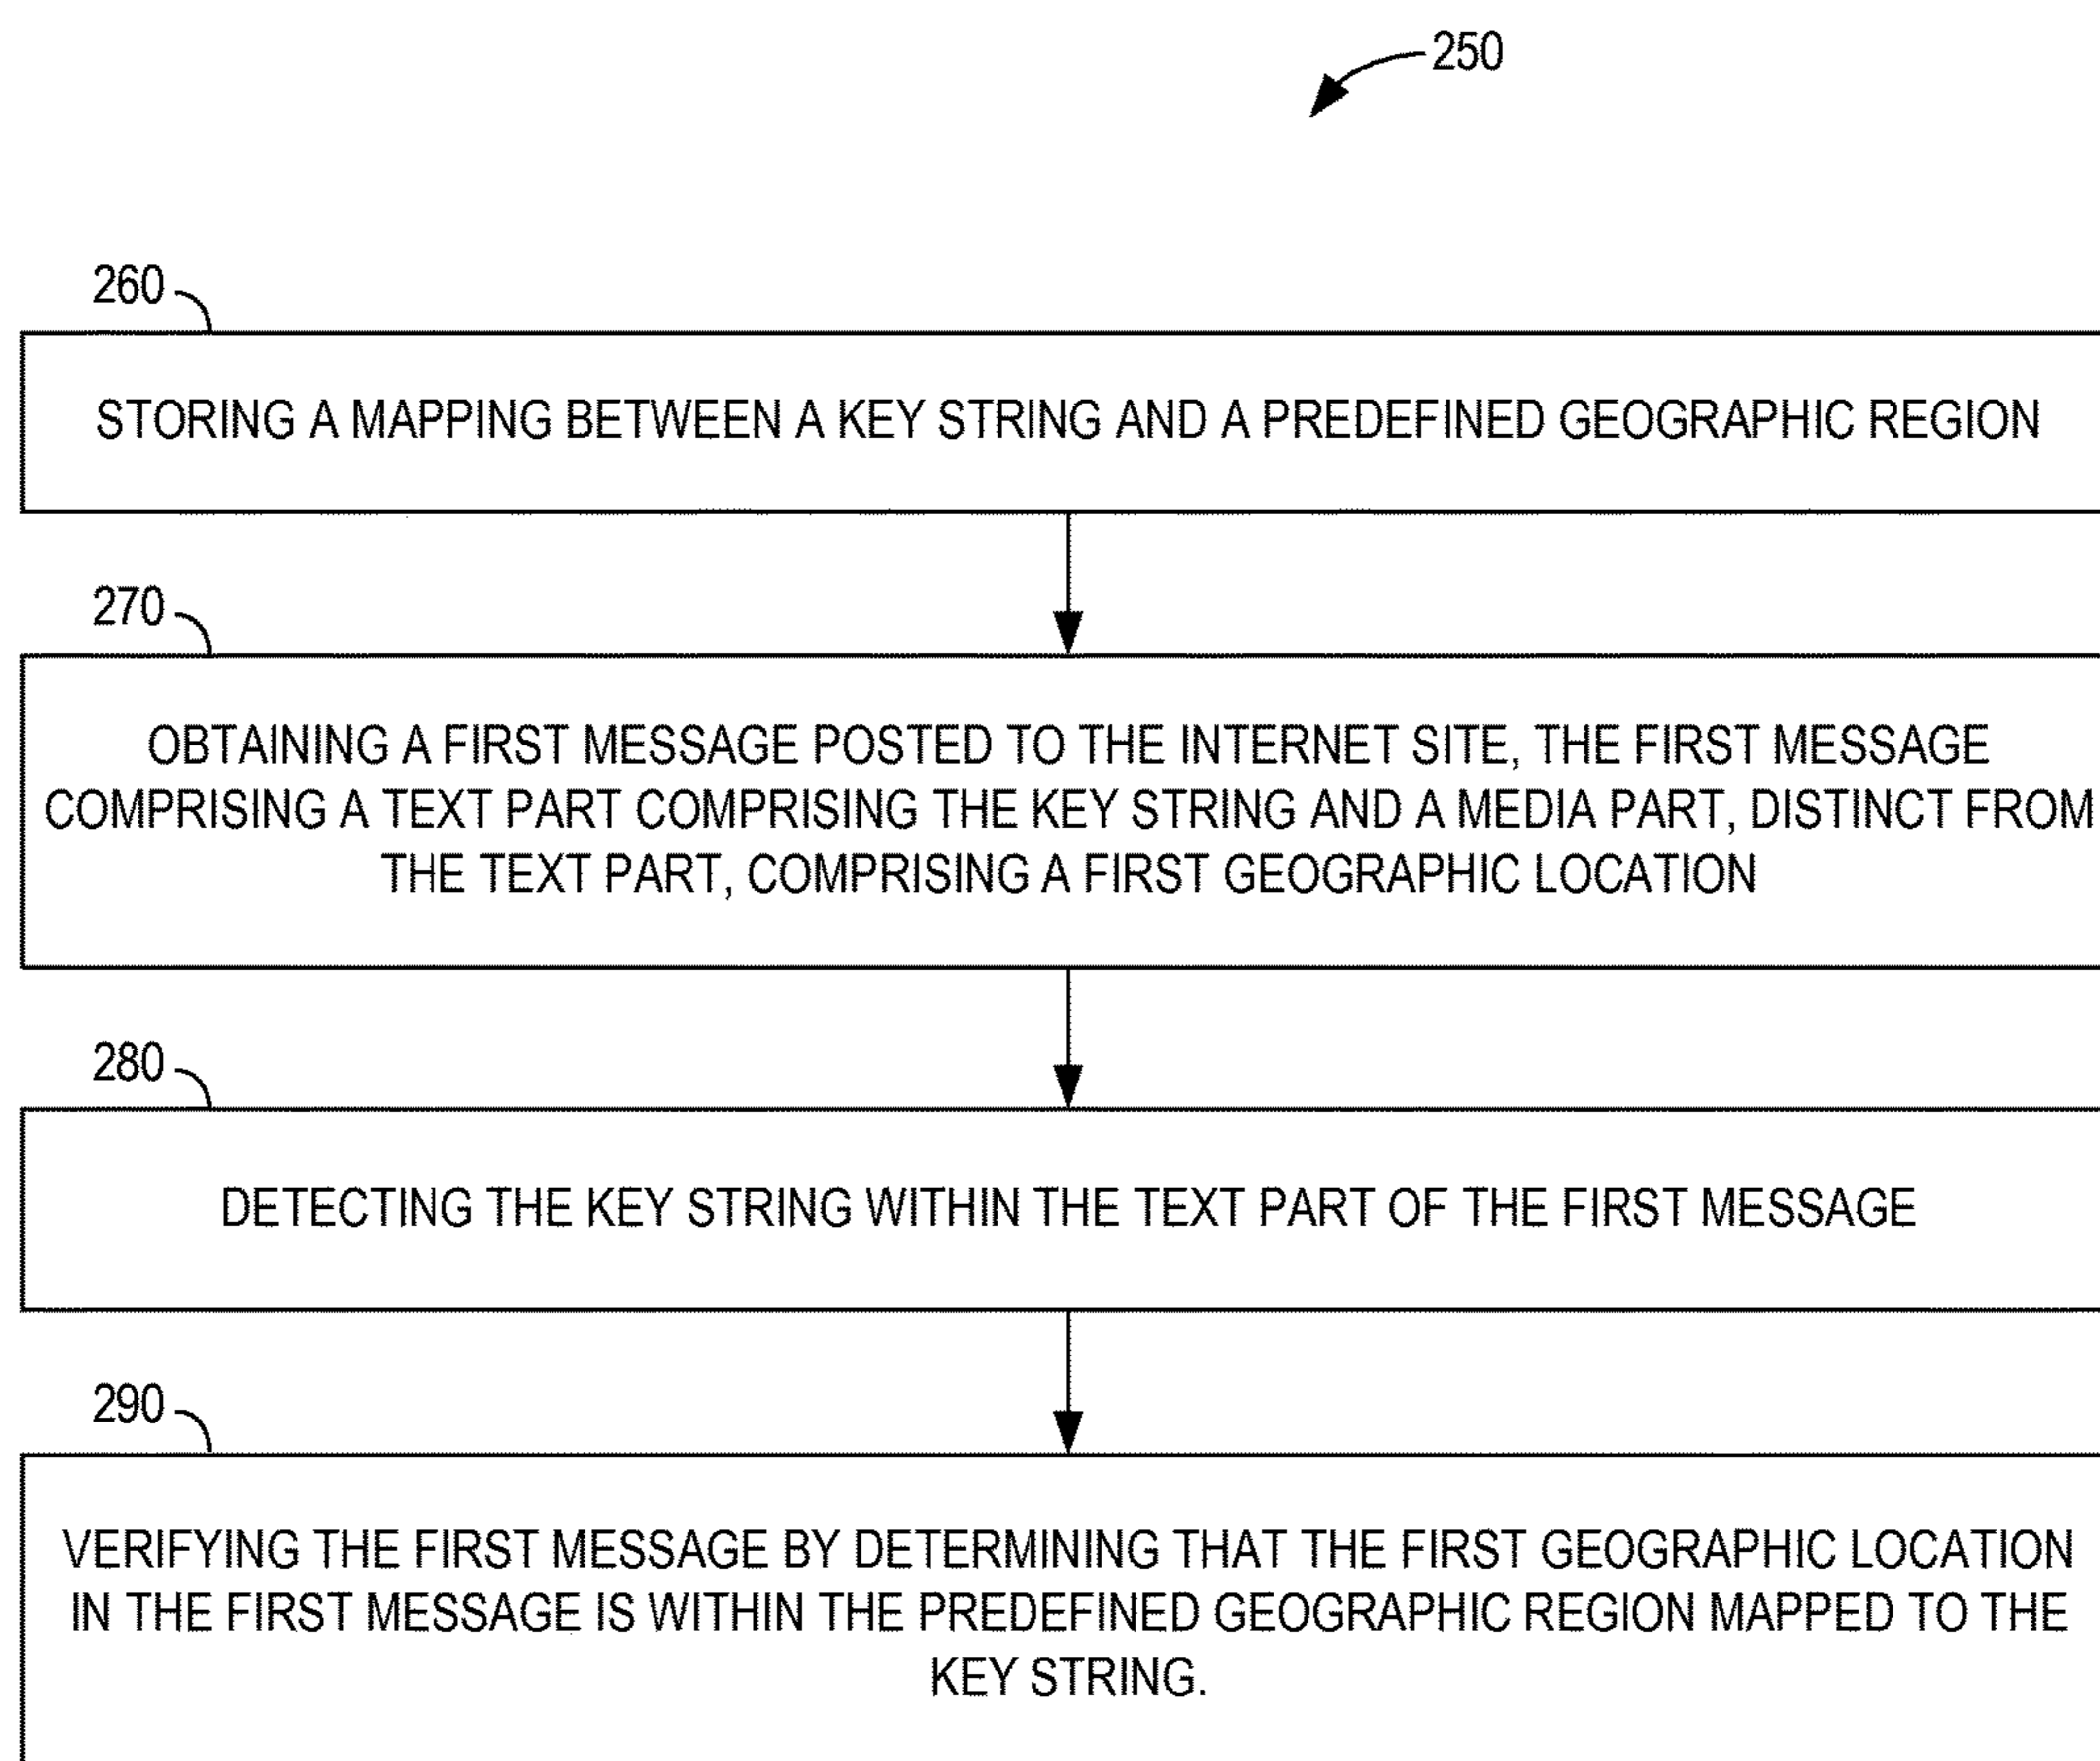 250
260
STORING A MAPPING BETWEEN A KEY STRING AND A PREDEFINED GEOGRAPHIC REGION
270
OBTAINING A FIRST MESSAGE POSTED TO THE INTERNET SITE, THE FIRST MESSAGE
COMPRISING A TEXT PART COMPRISING THE KEY STRING AND A MEDIA PART, DISTINCT FROM
THE TEXT PART, COMPRISING A FIRST GEOGRAPHIC LOCATION
280
DETECTING THE KEY STRING WITHIN THE TEXT PART OF THE FIRST MESSAGE
290
VERIFYING THE FIRST MESSAGE BY DETERMINING THAT THE FIRST GEOGRAPHIC LOCATION
IN THE FIRST MESSAGE IS WITHIN THE PREDEFINED GEOGRAPHIC REGION MAPPED TO THE
KEY STRING.